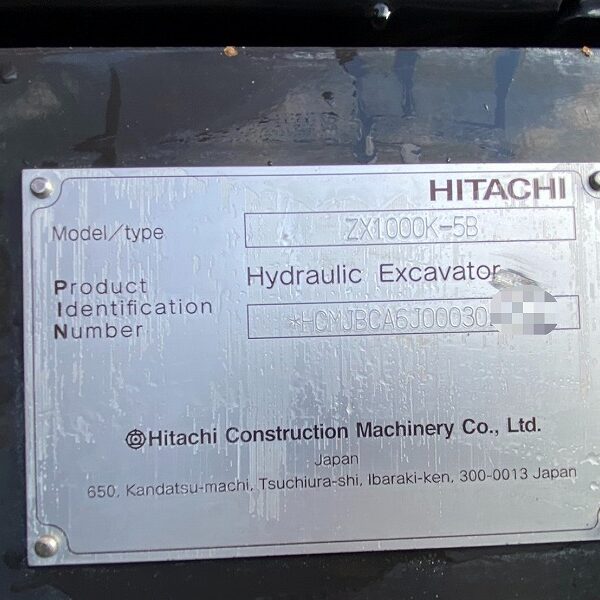 HITACHI
Model/type ZX1000K-5B
Hydraulic Excavator
Product
Identification
Number *HCMJBCA6J00030
Hitachi Construction Machinery Co., Ltd.
Japan
650, Kandatsu-machi, Tsuchiura-shi, Ibaraki-ken, 300-0013 Japan